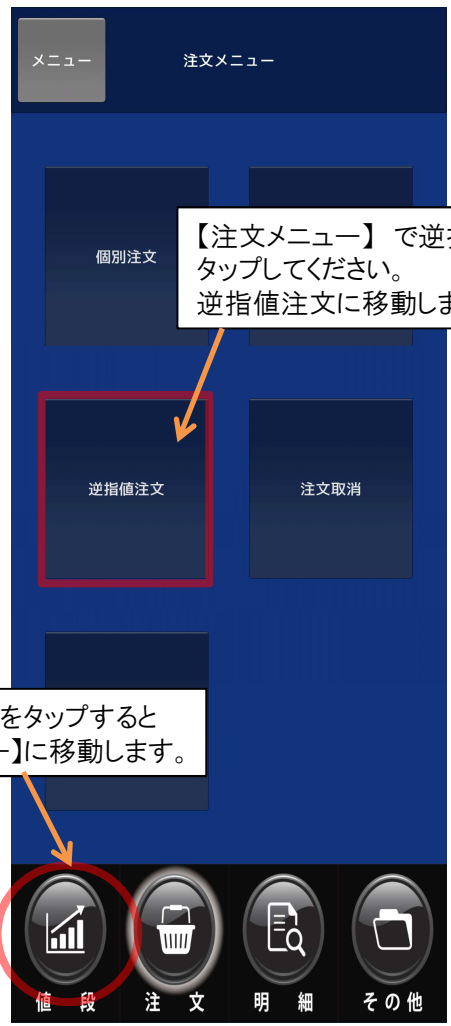 メニュー
注文メニュー
個別注文
【注文メニュー】 で逆
タップしてください。
逆指値注文に移動しま
逆指値注文
注文取消
をタップすると
ー】に移動します。
値 段
注 文
明 細
その他